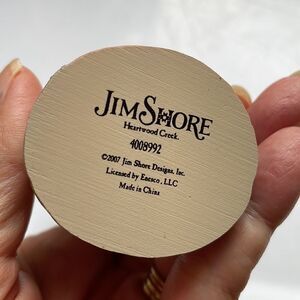 JIM SHORE
Heartwood Creek.
4008992
©2007 Jim Shore Designs, Inc.
Licensed by Enesco, LLC
Made in China